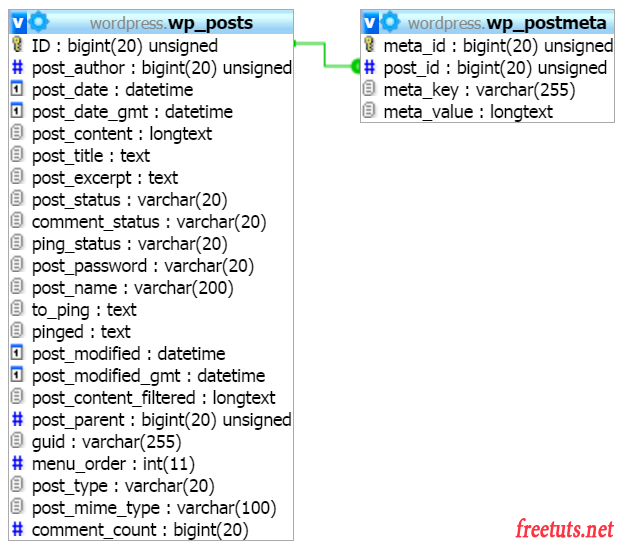 wordpress.wp_posts
ID : bigint(20) unsigned
post_author : bigint(20) unsigned
post_date : datetime
post_date_gmt : datetime
post_content : longtext
post_title : text
post_excerpt : text
post_status : varchar(20)
comment_status : varchar(20)
ping_status : varchar(20)
post_password : varchar(20)
post_name : varchar(200)
to_ping : text
pinged : text
post_modified : datetime
post_modified_gmt : datetime
post_content_filtered : longtext
post_parent : bigint(20) unsigned
guid : varchar(255)
menu_order : int(11)
post_type : varchar(20)
post_mime_type : varchar(100)
comment_count : bigint(20)
wordpress.wp_postmeta
meta_id : bigint(20) unsigned
post_id : bigint(20) unsigned
meta_key : varchar(255)
meta_value : longtext
freetuts.net